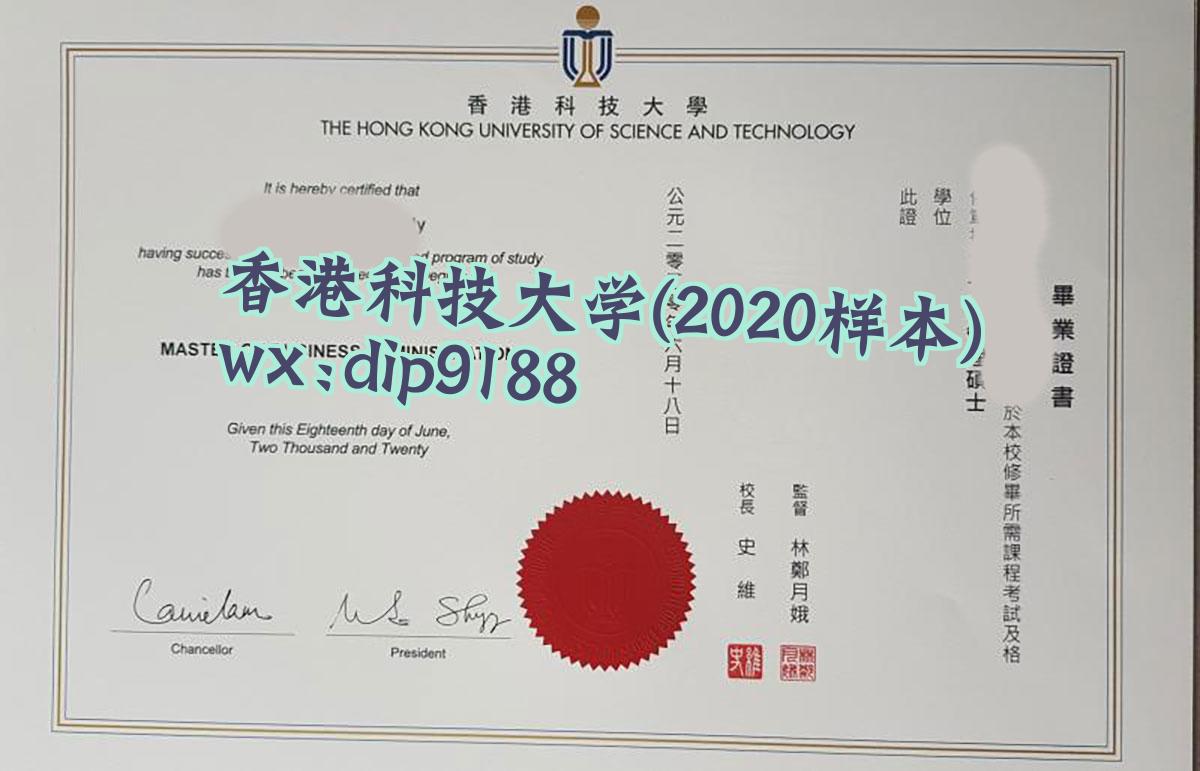 香港科技大學
THE HONG KONG UNIVERSITY OF SCIENCE AND TECHNOLOGY
It is hereby certified that
having program of study
has
香港科技大学(2020样本)
wx:dip9188
MASTER
Given this Eighteenth day of June,
Two Thousand and Twenty
Chancellor
President
畢業證書
於本校修畢所需課程考試及格
碩士
學位
此證
公元二零 六月十八日
監督 林鄭月娥
校長 史維